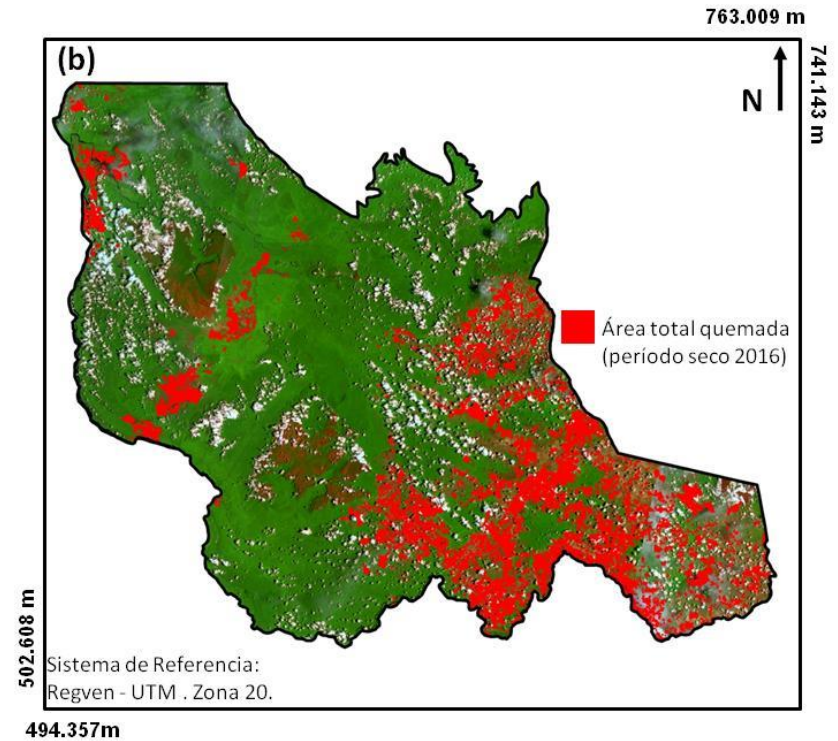 763.009 m
(b)
741.143 m
N
Área total quemada
(período seco 2016)
502.608 m
Sistema de Referencia:
Regven - UTM . Zona 20.
494.357m